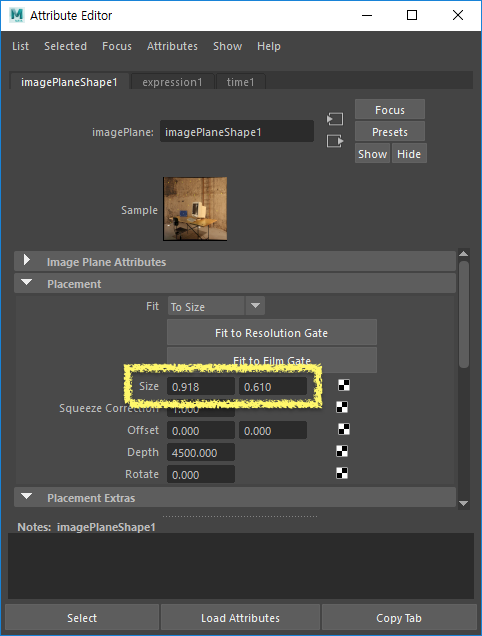 Attribute Editor
List Selected Focus Attributes Show Help
imagePlaneShape1 expression1 time1
Focus
imagePlane: imagePlaneShape1
Presets
Show Hide
Sample
Image Plane Attributes
Placement
Fit To Size
Fit to Resolution Gate
Fit to Film Gate
Size 0.918 0.610
Squeeze Correction 1.000
Offset 0.000 0.000
Depth 4500.000
Rotate 0.000
Placement Extras
Notes: imagePlaneShape1
Select Load Attributes Copy Tab